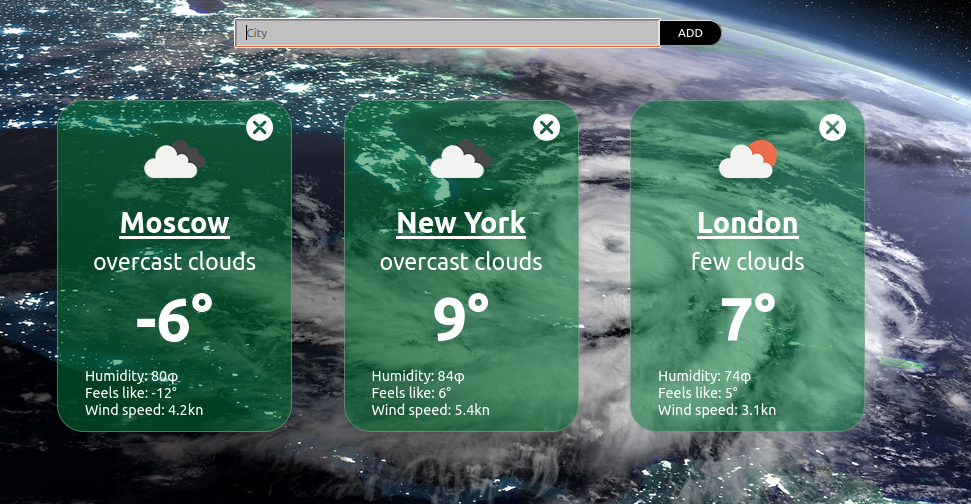 City
ADD
Moscow
overcast clouds
-6°
Humidity: 80φ
Feels like: -12°
Wind speed: 4.2kn
New York
overcast clouds
9°
Humidity: 84φ
Feels like: 6°
Wind speed: 5.4kn
London
few clouds
7°
Humidity: 74φ
Feels like: 5°
Wind speed: 3.1kn